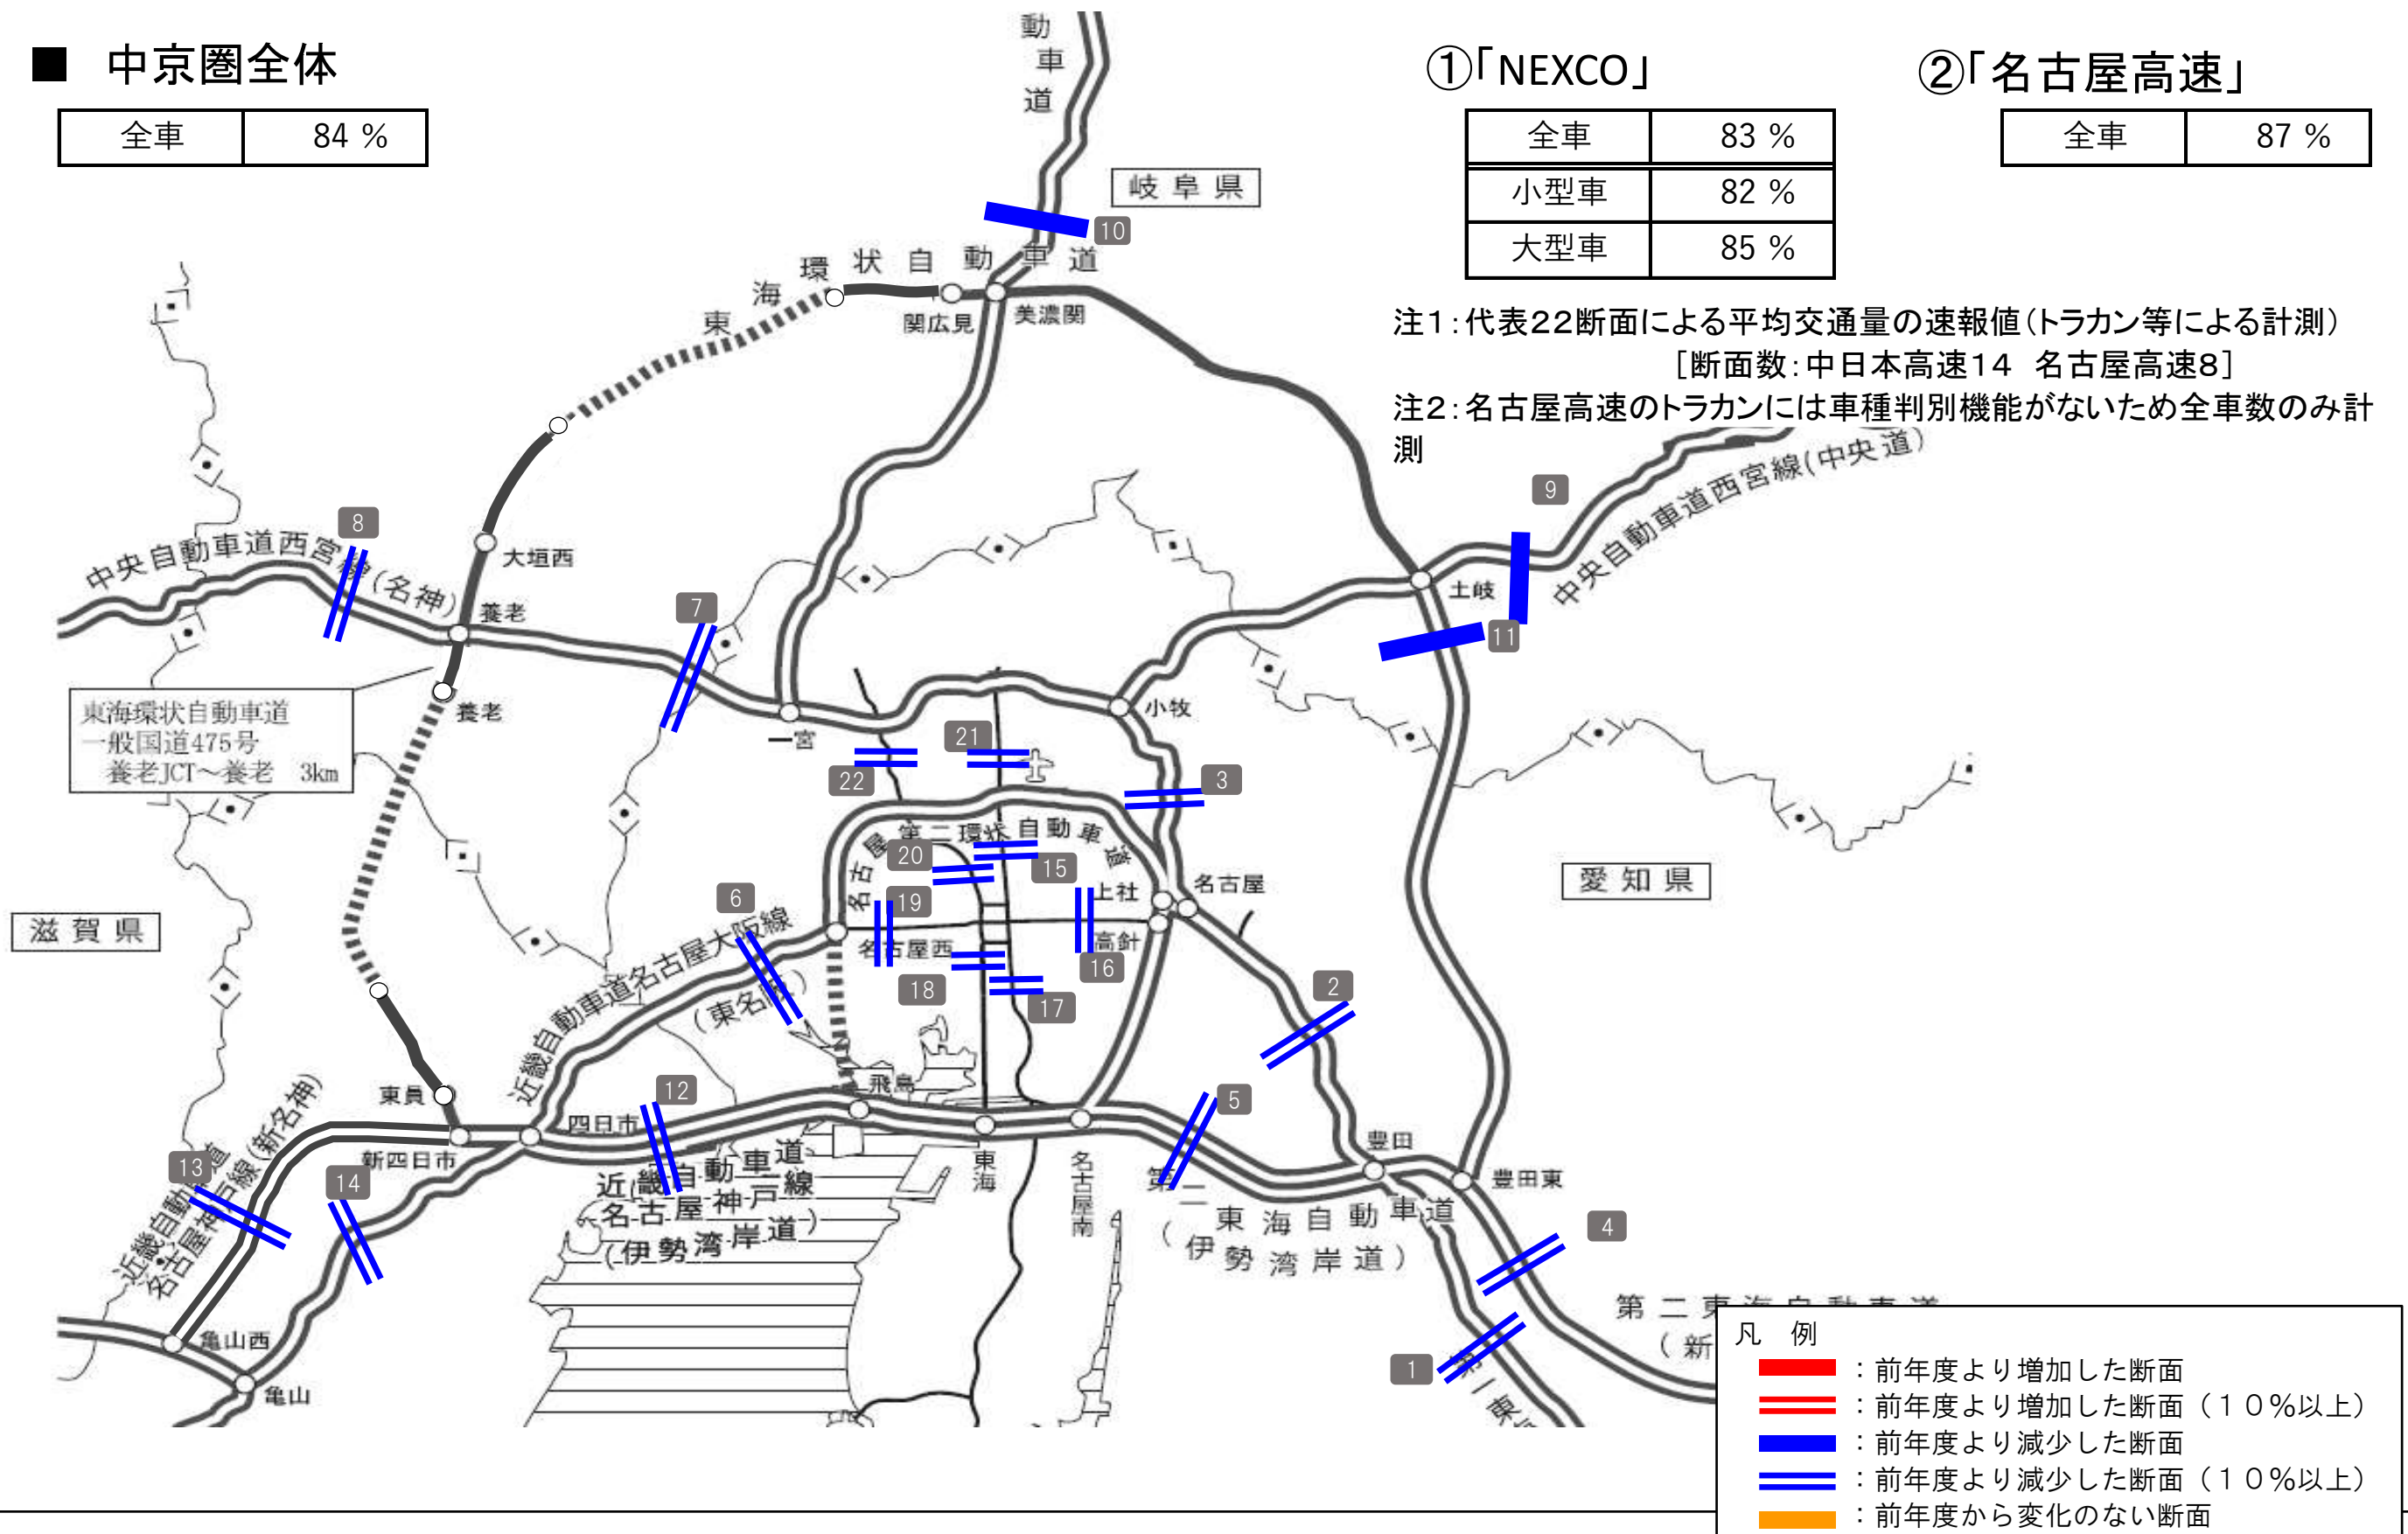 ■ 中京圏全体
全車 84 %
①「NEXCO」
全車 83 %
小型車 82 %
大型車 85 %
②「名古屋高速」
全車 87 %
注1:代表22断面による平均交通量の速報値(トラカン等による計測)
[断面数:中日本高速14 名古屋高速8]
注2:名古屋高速のトラカンには車種判別機能がないため全車数のみ計
測
動車道
岐阜県
10
東海環状自動車道
関広見
美濃関
9
中央自動車道西宮線(中央道)
8
中央自動車道西宮線(名神)
大垣西
養老
7
土岐
11
養老
東海環状自動車道
一般国道475号
養老JCT~養老 3km
一宮
小牧
21
22
3
名古屋第二環状自動車道
20
15
19
上社
名古屋
愛知県
6
滋賀県
近畿自動車道名古屋大阪線
(東名阪)
名古屋西
高針
16
18
17
2
東員
12
飛島
5
四日市
新四日市
豊田
豊田東
13
14
近畿自動車道
名古屋神戸線(新名神)
近畿自動車道
名古屋神戸線
(伊勢湾岸道)
東海
名古屋南
第二東海自動車道
(伊勢湾岸道)
4
亀山西
亀山
1
第一東
第二東海自動車道
(新
凡 例
:前年度より増加した断面
:前年度より増加した断面(10%以上)
:前年度より減少した断面
:前年度より減少した断面(10%以上)
:前年度から変化のない断面